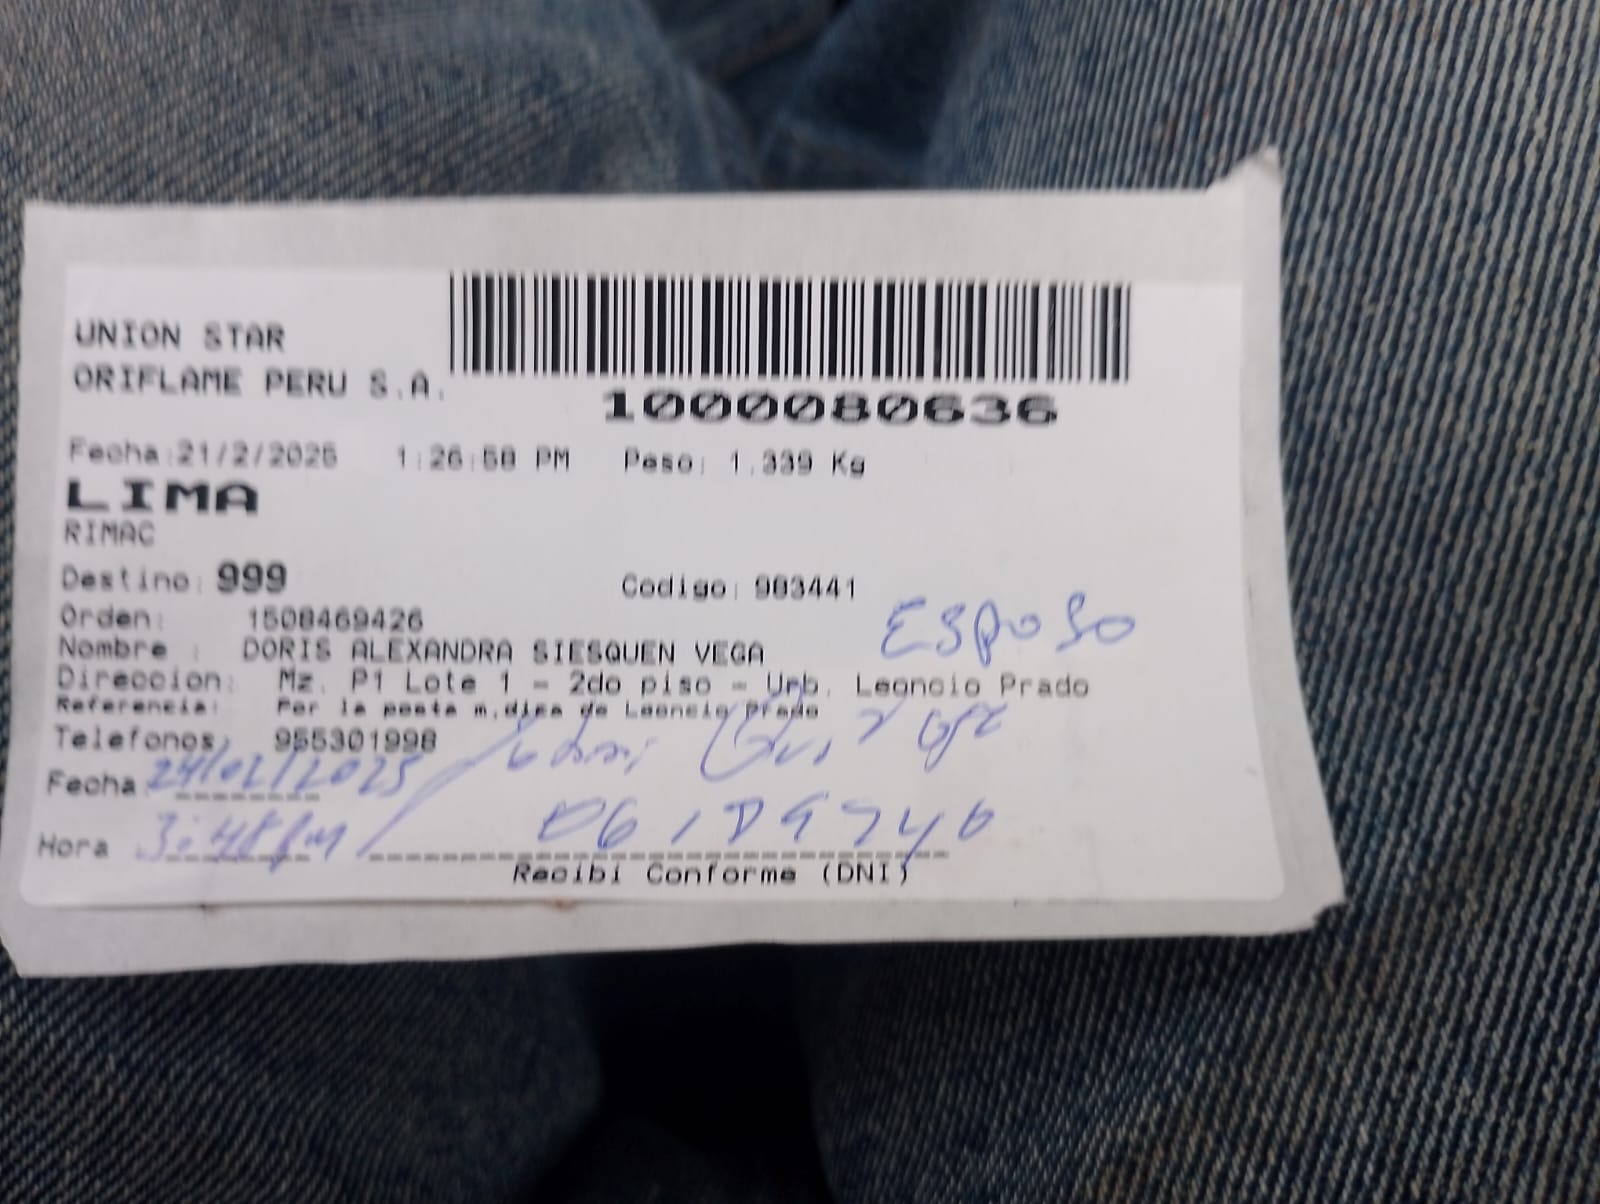 UNION STAR
ORIFLAME PERU S.A.
1000080636
Fecha:21/2/2025 1:26:58 PM Peso: 1.339 Kg
LIMA
RIMAC
Destino: 999 Codigo: 983441
Orden: 1508469426
ESPOSO
Nombre : DORIS ALEXANDRA SIESQUEN VEGA
Direccion: Mz. P1 Lote 1 - 2do piso - Urb. Leoncio Prado
Referencia: Por la posta m.dica de Leoncio Prado
Telefonos: 955301998
Fecha: 24/02/2025
Hora 3:48 pm
Recibi Conforme (DNI)